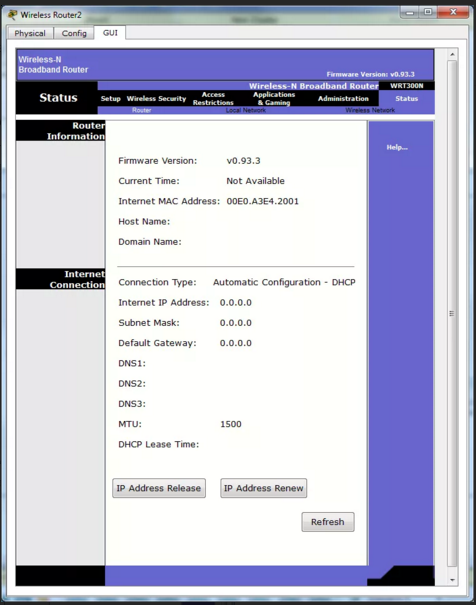 Wireless Router2
Physical Config GUI
Wireless-N
Broadband Router
Firmware Version: v0.93.3
Wireless-N Broadband Router WRT300N
Status
Setup Wireless Security Access Restrictions Applications & Gaming Administration Status
Router Local Network Wireless Network
Router Information
Help...
Firmware Version: v0.93.3
Current Time: Not Available
Internet MAC Address: 00E0.A3E4.2001
Host Name:
Domain Name:
Internet Connection
Connection Type: Automatic Configuration - DHCP
Internet IP Address: 0.0.0.0
Subnet Mask: 0.0.0.0
Default Gateway: 0.0.0.0
DNS1:
DNS2:
DNS3:
MTU: 1500
DHCP Lease Time:
IP Address Release IP Address Renew
Refresh